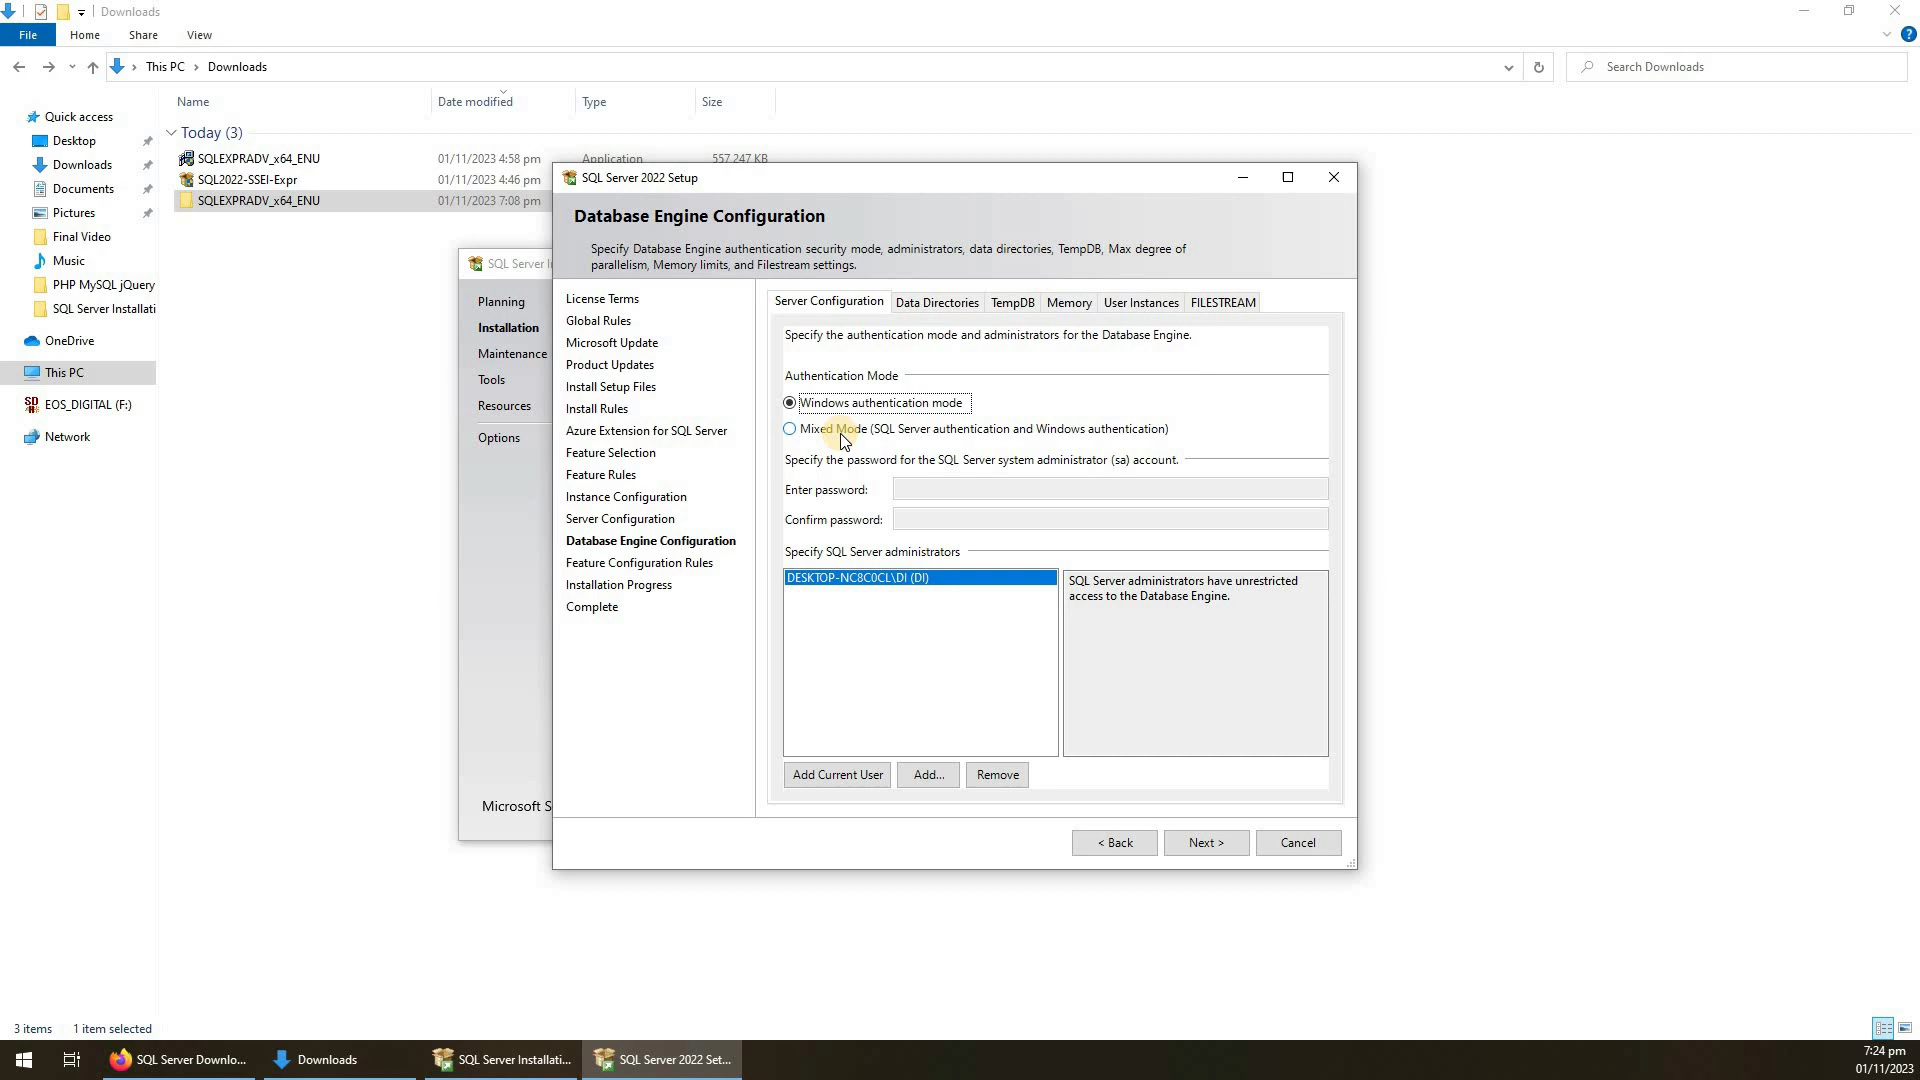 Downloads
File
Home
Share
View
This PC
Downloads
Search Downloads
Name
Date modified
Type
Size
Quick access
Desktop
Downloads
Documents
Pictures
Final Video
Music
PHP MySQL jQuery
SQL Server Installati
OneDrive
This PC
EOS_DIGITAL (F:)
Network
Today (3)
SQLEXPRADV_x64_ENU 01/11/2023 4:58 pm Application 557,247 KB
SQL2022-SSEI-Expr 01/11/2023 4:46 pm
SQLEXPRADV_x64_ENU 01/11/2023 7:08 pm
SQL Server I
Planning
Installation
Maintenance
Tools
Resources
Options
Microsoft S
SQL Server 2022 Setup
Database Engine Configuration
Specify Database Engine authentication security mode, administrators, data directories, TempDB, Max degree of
parallelism, Memory limits, and Filestream settings.
License Terms
Global Rules
Microsoft Update
Product Updates
Install Setup Files
Install Rules
Azure Extension for SQL Server
Feature Selection
Feature Rules
Instance Configuration
Server Configuration
Database Engine Configuration
Feature Configuration Rules
Installation Progress
Complete
Server Configuration
Data Directories
TempDB
Memory
User Instances
FILESTREAM
Specify the authentication mode and administrators for the Database Engine.
Authentication Mode
Windows authentication mode
Mixed Mode (SQL Server authentication and Windows authentication)
Specify the password for the SQL Server system administrator (sa) account.
Enter password:
Confirm password:
Specify SQL Server administrators
DESKTOP-NC8C0CL\DI (DI)
SQL Server administrators have unrestricted
access to the Database Engine.
Add Current User
Add...
Remove
< Back
Next >
Cancel
3 items
1 item selected
SQL Server Downlo...
Downloads
SQL Server Installati...
SQL Server 2022 Set...
7:24 pm
01/11/2023